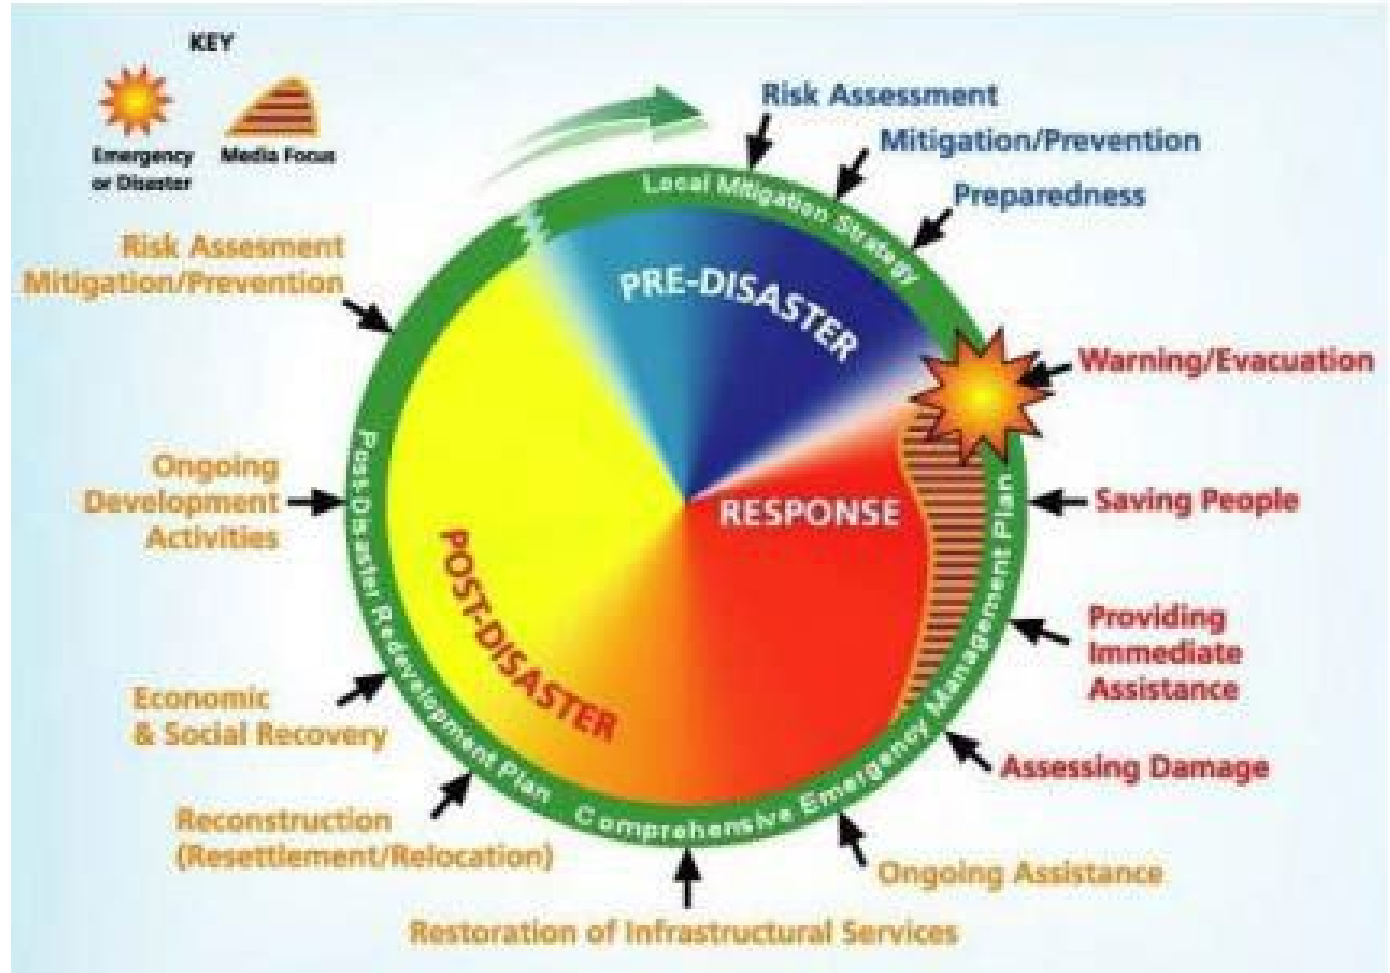 KEY
Emergency
or Disaster
Media Focus
Risk Assessment
Mitigation/Prevention
Preparedness
Local Mitigation Strategy
PRE-DISASTER
Warning/Evacuation
RESPONSE
Saving People
Providing
Immediate
Assistance
Assessing Damage
Comprehensive Emergency Management Plan
Ongoing Assistance
Restoration of Infrastructural Services
Reconstruction
(Resettlement/Relocation)
Economic
& Social Recovery
POST-DISASTER
Post-Disaster Redevelopment Plan
Ongoing
Development
Activities
Risk Assesment
Mitigation/Prevention